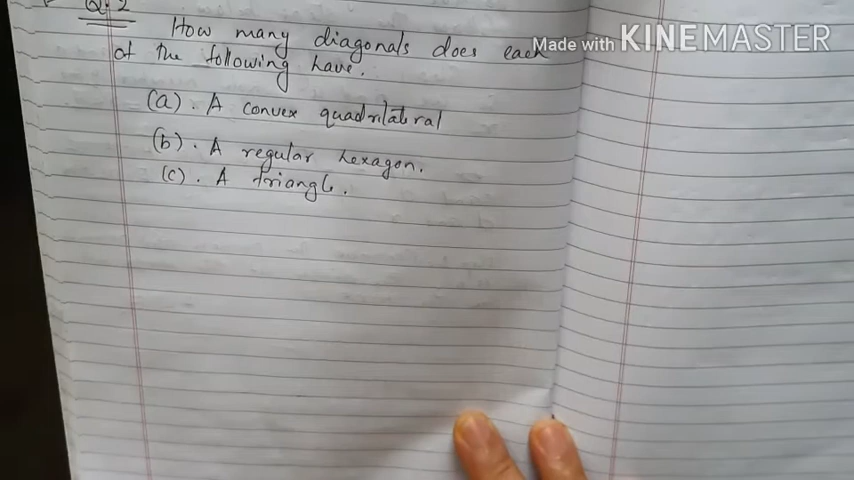 Q. 2
How many diagonals does each
of the following have.
(a). A convex quadrilateral
(b). A regular hexagon.
(c). A triangle.
Made with KINEMASTER